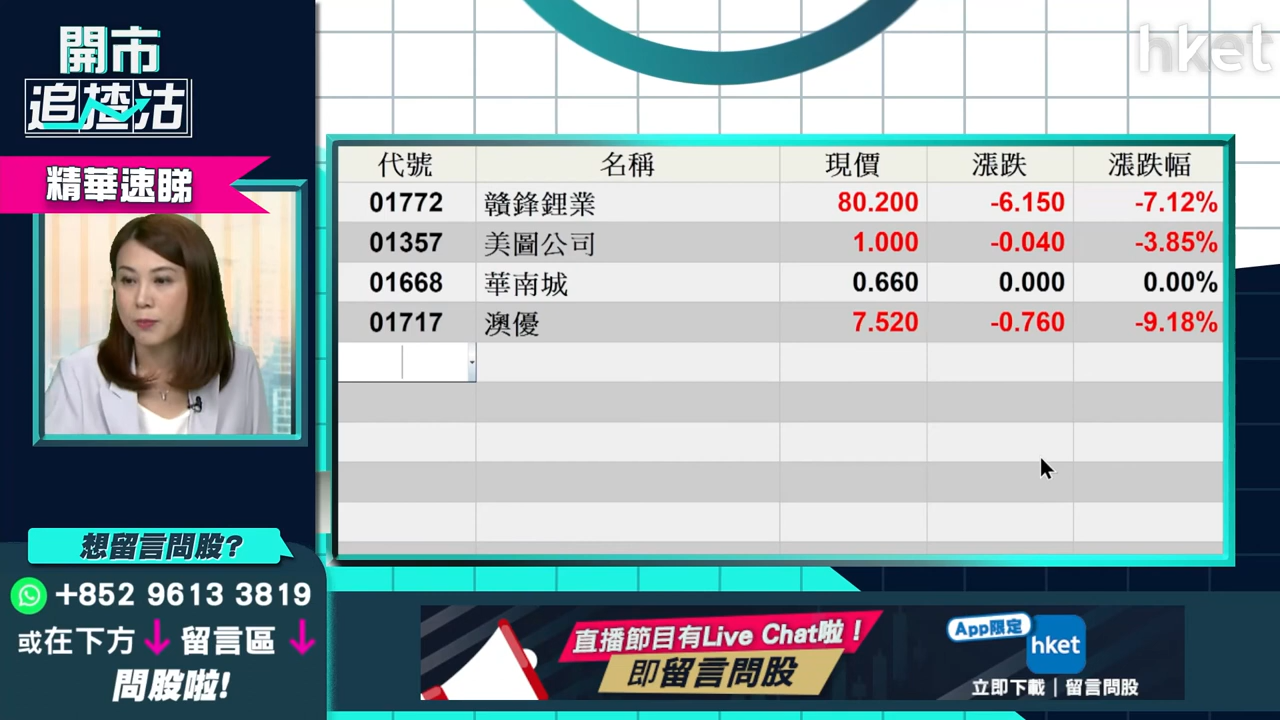 開市
追揸沽
精華速睇
hket
代號 名稱 現價 漲跌 漲跌幅
01772 贛鋒鋰業 80.200 -6.150 -7.12%
01357 美圖公司 1.000 -0.040 -3.85%
01668 華南城 0.660 0.000 0.00%
01717 澳優 7.520 -0.760 -9.18%
想留言問股?
+852 9613 3819
或在下方 留言區
問股啦!
直播節目有Live Chat啦!
即留言問股
App限定
hket
立即下載|留言問股